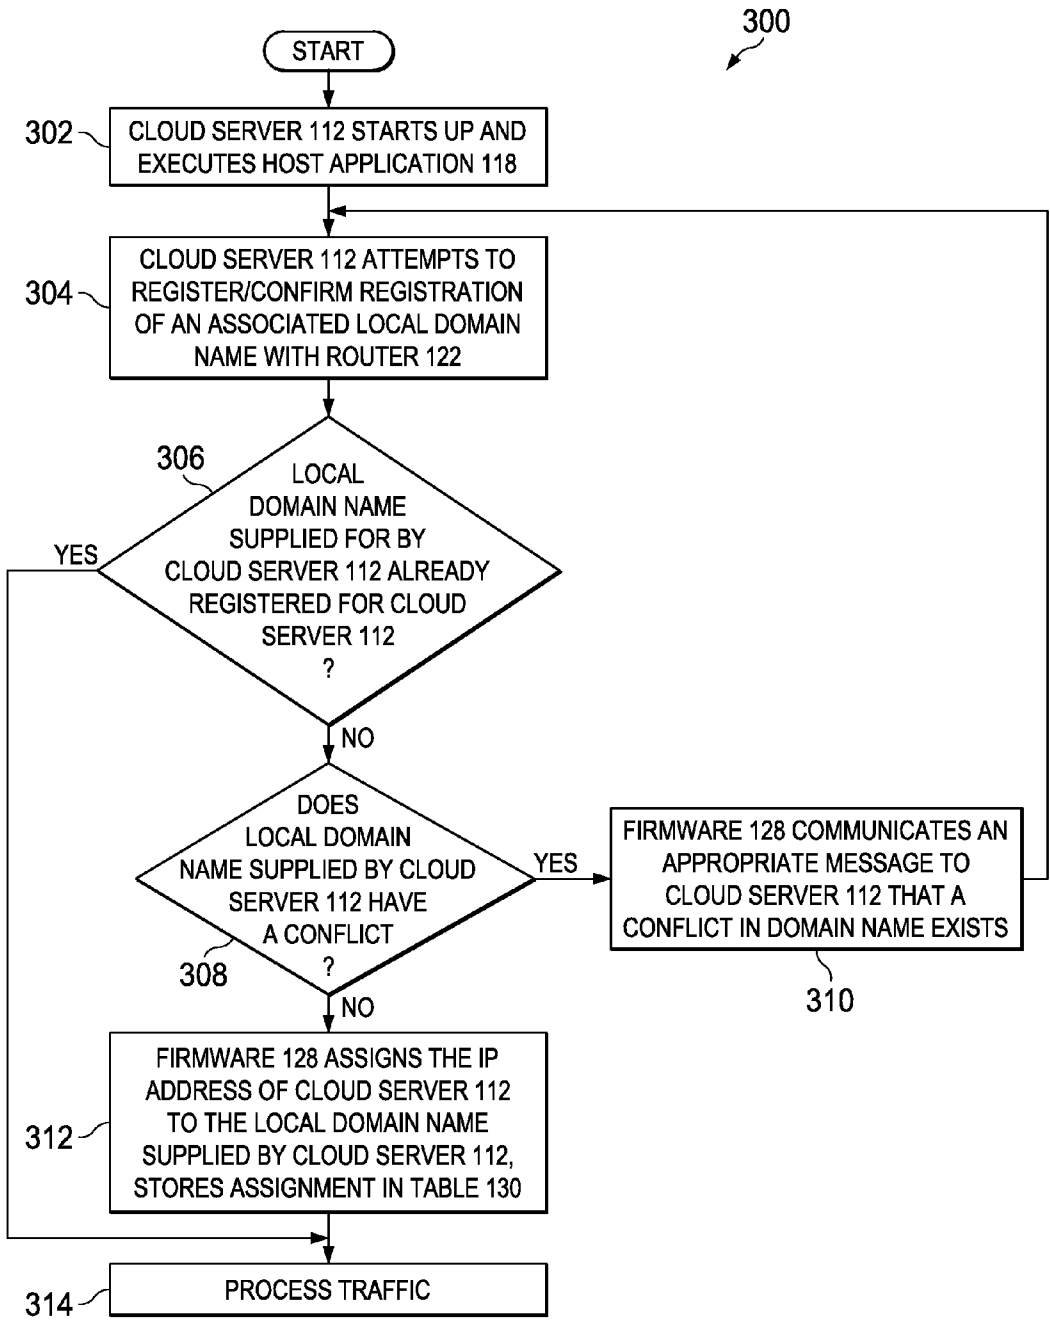 300
START
302
CLOUD SERVER 112 STARTS UP AND
EXECUTES HOST APPLICATION 118
304
CLOUD SERVER 112 ATTEMPTS TO
REGISTER/CONFIRM REGISTRATION
OF AN ASSOCIATED LOCAL DOMAIN
NAME WITH ROUTER 122
306
LOCAL
DOMAIN NAME
SUPPLIED FOR BY
CLOUD SERVER 112 ALREADY
REGISTERED FOR CLOUD
SERVER 112
?
YES
NO
DOES
LOCAL DOMAIN
NAME SUPPLIED BY CLOUD
SERVER 112 HAVE
A CONFLICT
?
308
YES
FIRMWARE 128 COMMUNICATES AN
APPROPRIATE MESSAGE TO
CLOUD SERVER 112 THAT A
CONFLICT IN DOMAIN NAME EXISTS
310
NO
312
FIRMWARE 128 ASSIGNS THE IP
ADDRESS OF CLOUD SERVER 112
TO THE LOCAL DOMAIN NAME
SUPPLIED BY CLOUD SERVER 112,
STORES ASSIGNMENT IN TABLE 130
314
PROCESS TRAFFIC